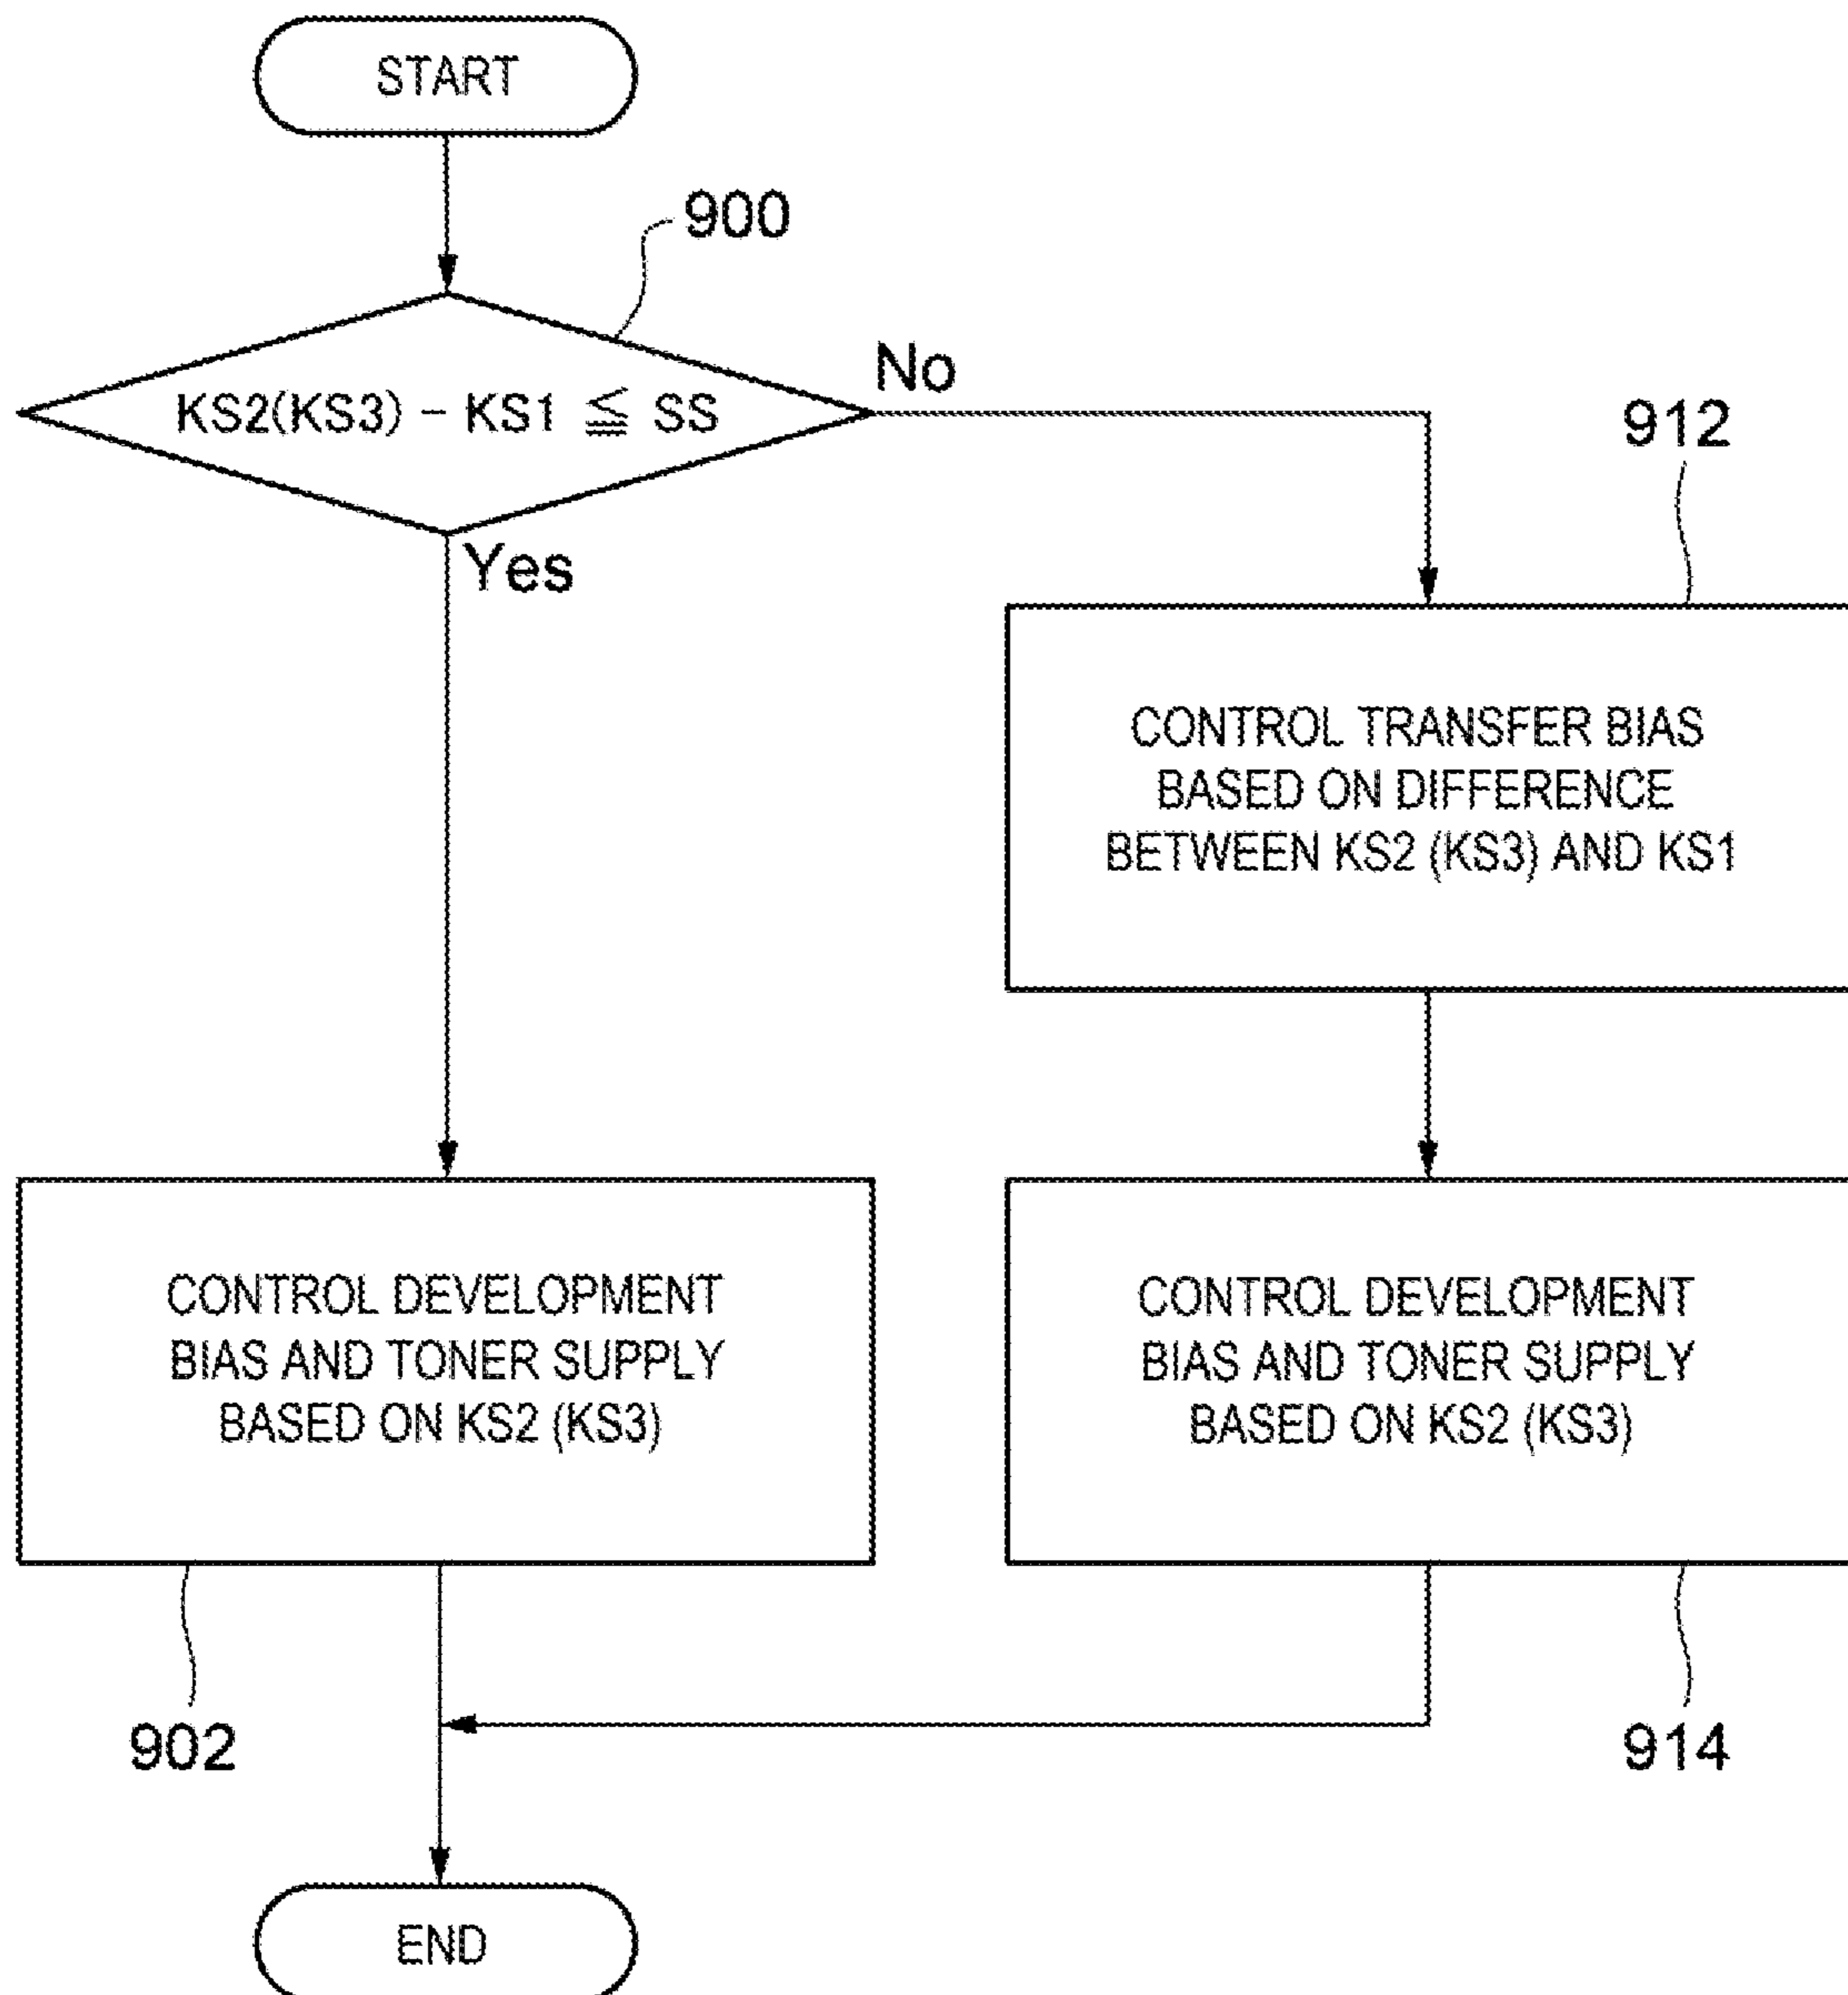 START
900
KS2(KS3) – KS1 ≦ SS
No
Yes
912
CONTROL TRANSFER BIAS
BASED ON DIFFERENCE
BETWEEN KS2 (KS3) AND KS1
CONTROL DEVELOPMENT
BIAS AND TONER SUPPLY
BASED ON KS2 (KS3)
CONTROL DEVELOPMENT
BIAS AND TONER SUPPLY
BASED ON KS2 (KS3)
902
914
END